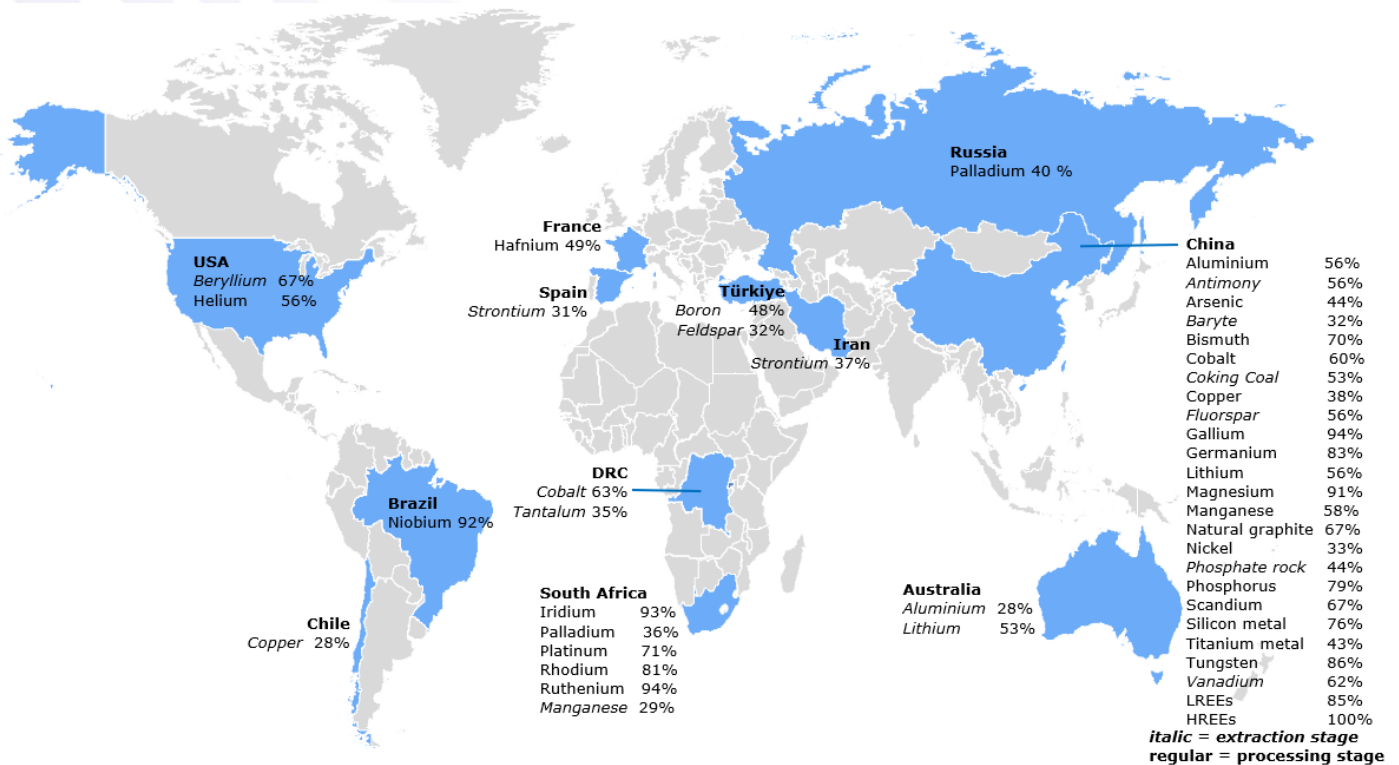 Russia
Palladium 40 %
France
Hafnium 49%
China
Aluminium 56%
Antimony 56%
Arsenic 44%
Baryte 32%
Bismuth 70%
Cobalt 60%
Coking Coal 53%
Copper 38%
Fluorspar 56%
Gallium 94%
Germanium 83%
Lithium 56%
Magnesium 91%
Manganese 58%
Natural graphite 67%
Nickel 33%
Phosphate rock 44%
Phosphorus 79%
Scandium 67%
Silicon metal 76%
Titanium metal 43%
Tungsten 86%
Vanadium 62%
LREEs 85%
HREEs 100%
USA
Beryllium 67%
Helium 56%
Spain
Strontium 31%
Türkiye
Boron 48%
Feldspar 32%
Iran
Strontium 37%
DRC
Cobalt 63%
Tantalum 35%
Brazil
Niobium 92%
South Africa
Iridium 93%
Palladium 36%
Platinum 71%
Rhodium 81%
Ruthenium 94%
Manganese 29%
Australia
Aluminium 28%
Lithium 53%
Chile
Copper 28%
italic = extraction stage
regular = processing stage